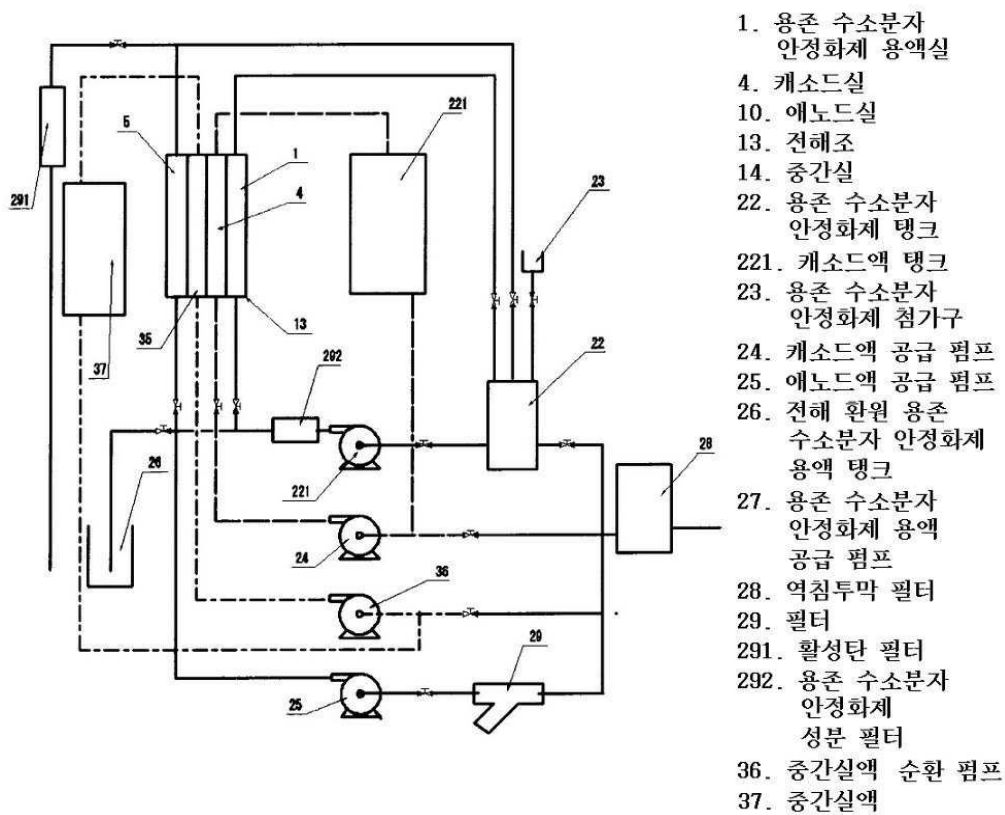 1. 용존 수소분자
안정화제 용액실
4. 캐소드실
10. 애노드실
13. 전해조
14. 중간실
22. 용존 수소분자
안정화제 탱크
221. 캐소드액 탱크
23. 용존 수소분자
안정화제 첨가구
24. 캐소드액 공급 펌프
25. 애노드액 공급 펌프
26. 전해 환원 용존
수소분자 안정화제
용액 탱크
27. 용존 수소분자
안정화제 용액
공급 펌프
28. 역침투막 필터
29. 필터
291. 활성탄 필터
292. 용존 수소분자
안정화제
성분 필터
36. 중간실액 순환 펌프
37. 중간실액
5
1
221
4
23
291
35
13
37
292
22
28
26
221
24
36
29
25